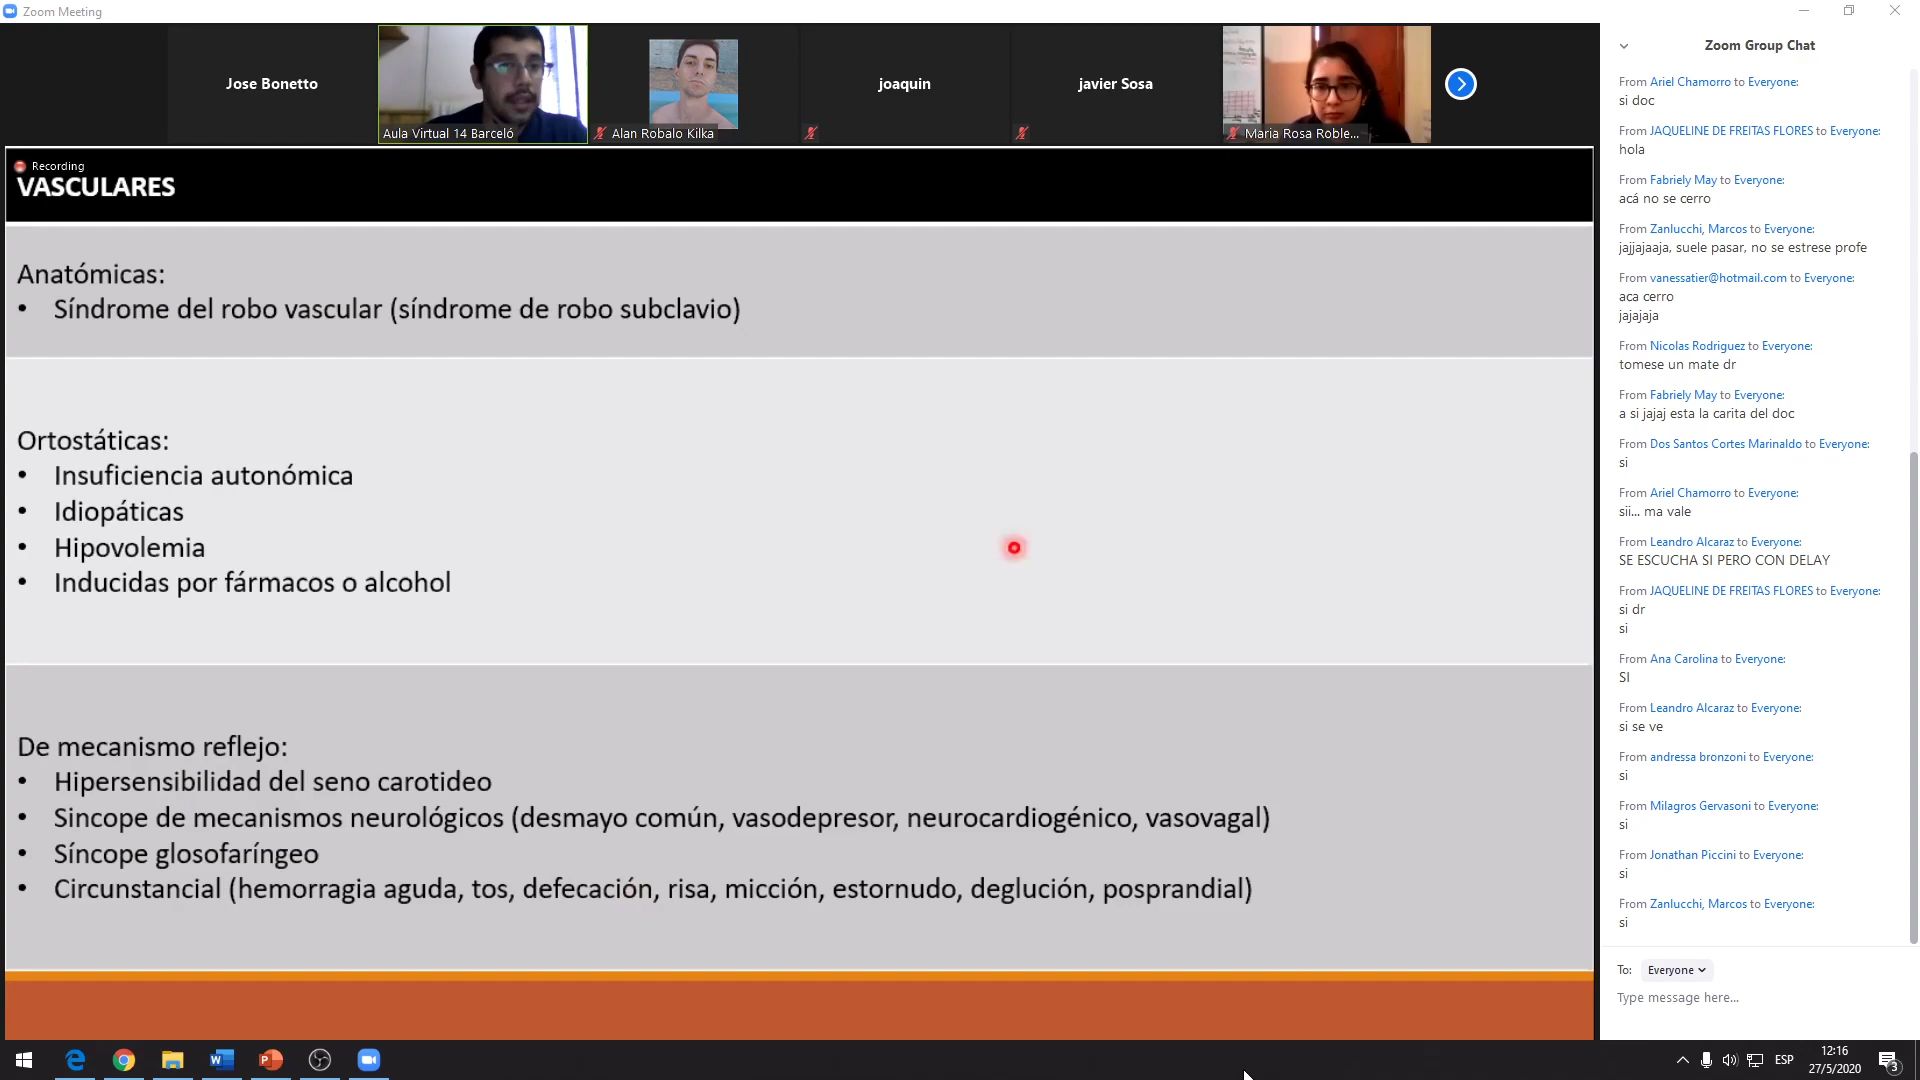 Zoom Meeting
Jose Bonetto
Aula Virtual 14 Barceló
Alan Robalo Kilka
joaquin
javier Sosa
Maria Rosa Roble...
Recording
VASCULARES
Anatómicas:
• Síndrome del robo vascular (síndrome de robo subclavio)
Ortostáticas:
• Insuficiencia autonómica
• Idiopáticas
• Hipovolemia
• Inducidas por fármacos o alcohol
De mecanismo reflejo:
• Hipersensibilidad del seno carotideo
• Sincope de mecanismos neurológicos (desmayo común, vasodepresor, neurocardiogénico, vasovagal)
• Síncope glosofaríngeo
• Circunstancial (hemorragia aguda, tos, defecación, risa, micción, estornudo, deglución, posprandial)
Zoom Group Chat
From Ariel Chamorro to Everyone:
si doc
From JAQUELINE DE FREITAS FLORES to Everyone:
hola
From Fabriely May to Everyone:
acá no se cerro
From Zanlucchi, Marcos to Everyone:
jajjajaaja, suele pasar, no se estrese profe
From vanessatier@hotmail.com to Everyone:
aca cerro
jajajaja
From Nicolas Rodriguez to Everyone:
tomese un mate dr
From Fabriely May to Everyone:
a si jajaj esta la carita del doc
From Dos Santos Cortes Marinaldo to Everyone:
si
From Ariel Chamorro to Everyone:
sii... ma vale
From Leandro Alcaraz to Everyone:
SE ESCUCHA SI PERO CON DELAY
From JAQUELINE DE FREITAS FLORES to Everyone:
si dr
si
From Ana Carolina to Everyone:
SI
From Leandro Alcaraz to Everyone:
si se ve
From andressa bronzoni to Everyone:
si
From Milagros Gervasoni to Everyone:
si
From Jonathan Piccini to Everyone:
si
From Zanlucchi, Marcos to Everyone:
si
To: Everyone
Type message here...
ESP
12:16
27/5/2020
3